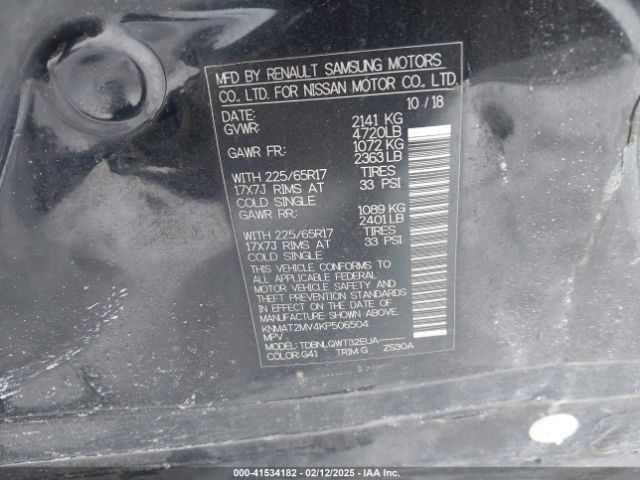 MFD BY RENAULT SAMSUNG MOTORS
CO., LTD. FOR NISSAN MOTOR CO., LTD.
DATE: 10 / 18
GVWR: 2141 KG
4720LB
GAWR FR: 1072 KG
2363 LB
WITH 225/65R17 TIRES
17X7J RIMS AT 33 PSI
COLD SINGLE
GAWR RR: 1089 KG
2401 LB
WITH 225/65R17 TIRES
17X7J RIMS AT 33 PSI
COLD SINGLE
THIS VEHICLE CONFORMS TO
ALL APPLICABLE FEDERAL
MOTOR VEHICLE SAFETY AND
THEFT PREVENTION STANDARDS
IN EFFECT ON THE DATE OF
MANUFACTURE SHOWN ABOVE
KNMAT2MV4KP506504
MPV
MODEL: TDBNLQWT32EUA
COLOR:G41 TRIM:G ZS30A
000-41534182 - 02/12/2025 - IAA Inc.